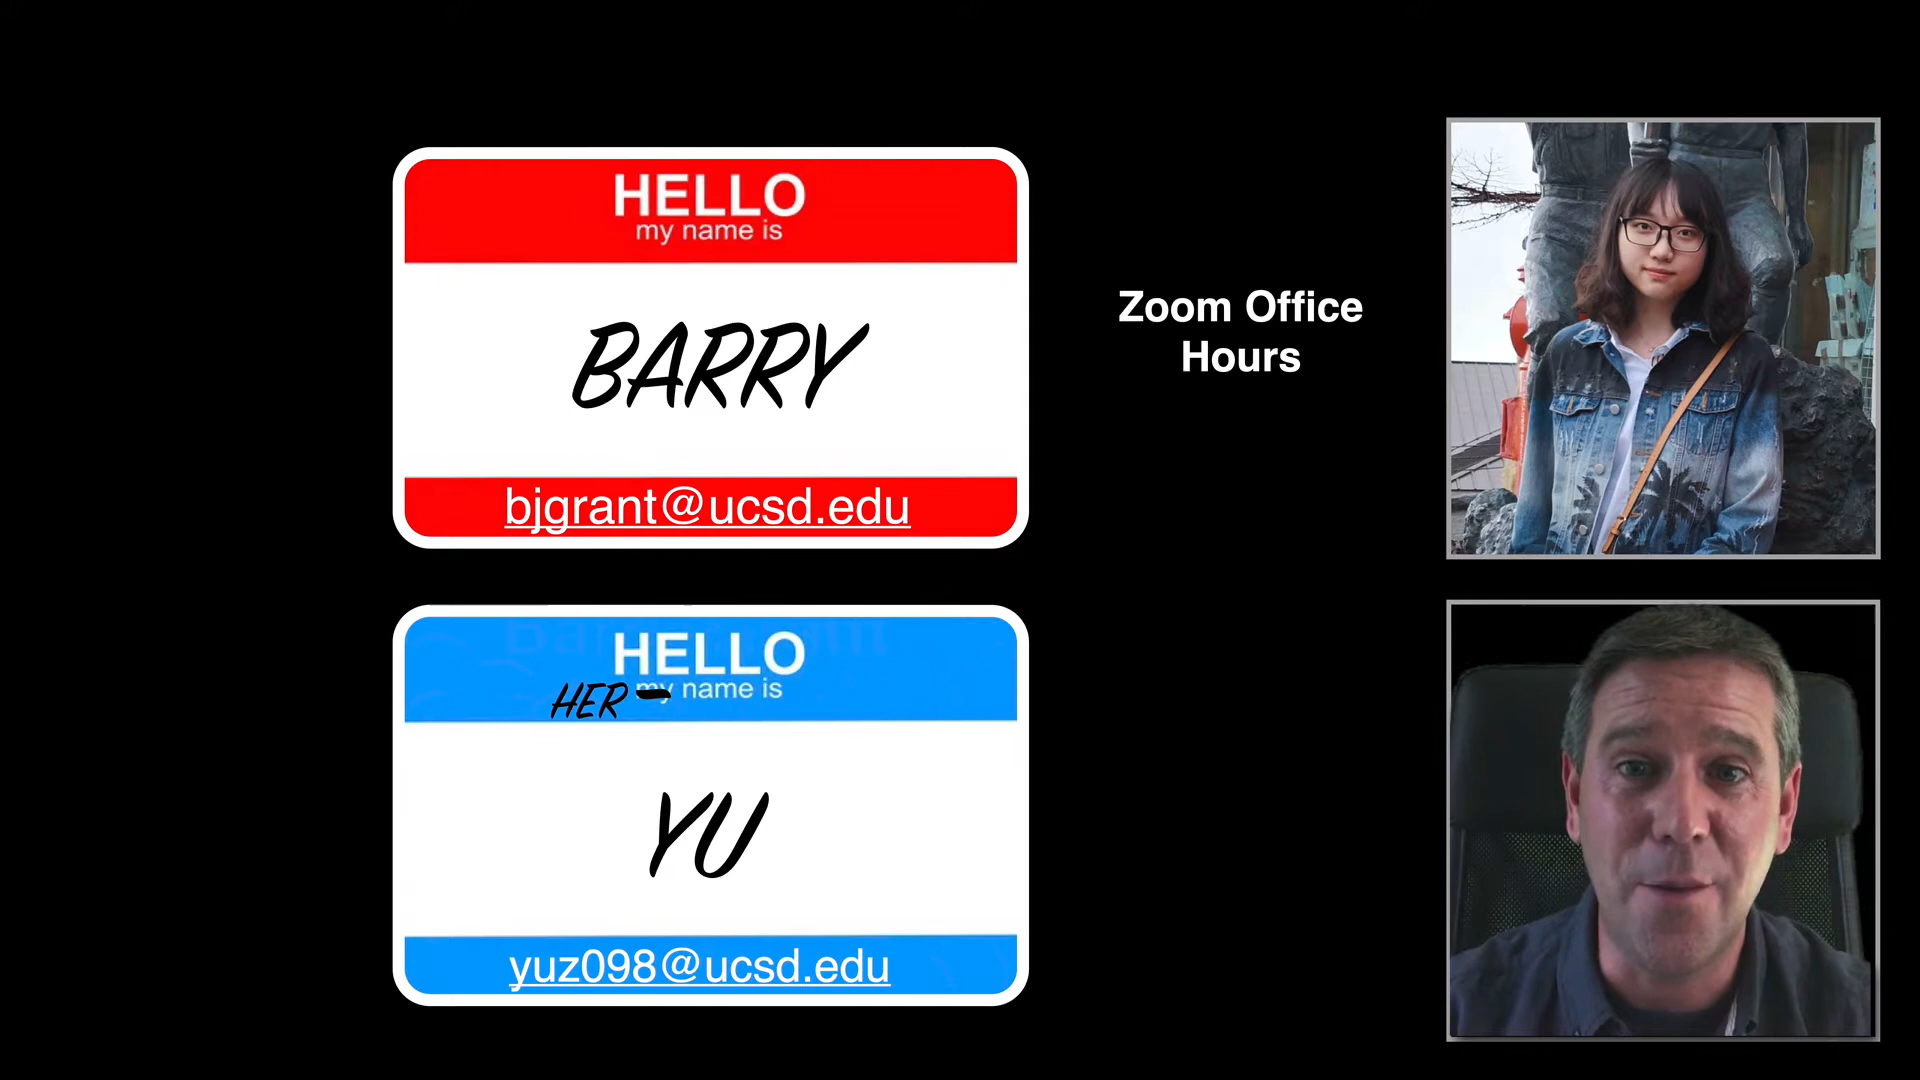 HELLO
my name is
BARRY
bjgrant@ucsd.edu
Zoom Office
Hours
HELLO
HER my name is
YU
yuz098@ucsd.edu